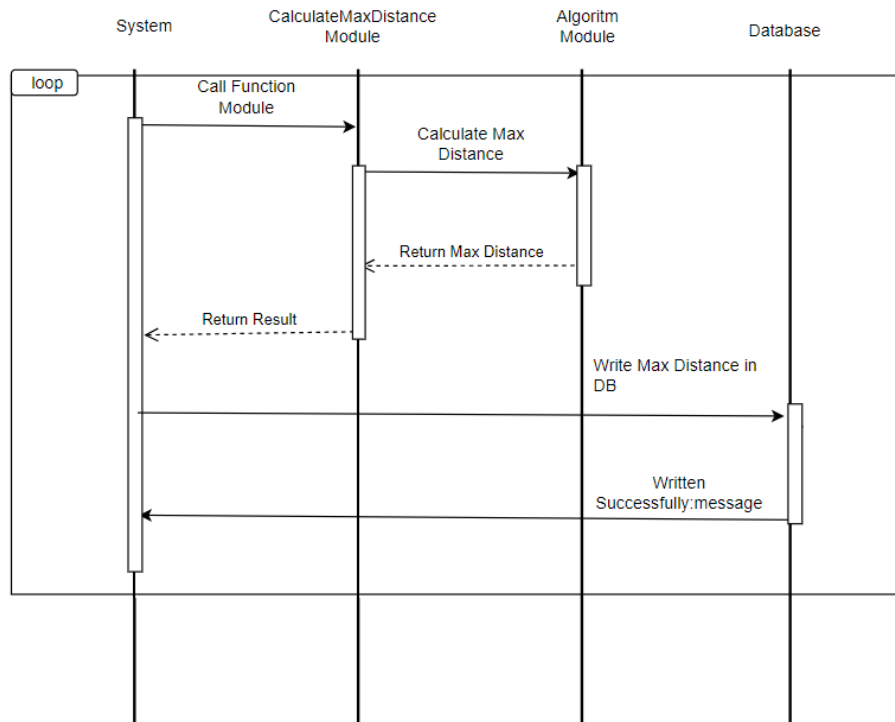 System
CalculateMaxDistance
Module
Algoritm
Module
Database
loop
Call Function
Module
Calculate Max
Distance
Return Max Distance
Return Result
Write Max Distance in
DB
Written
Successfully:message